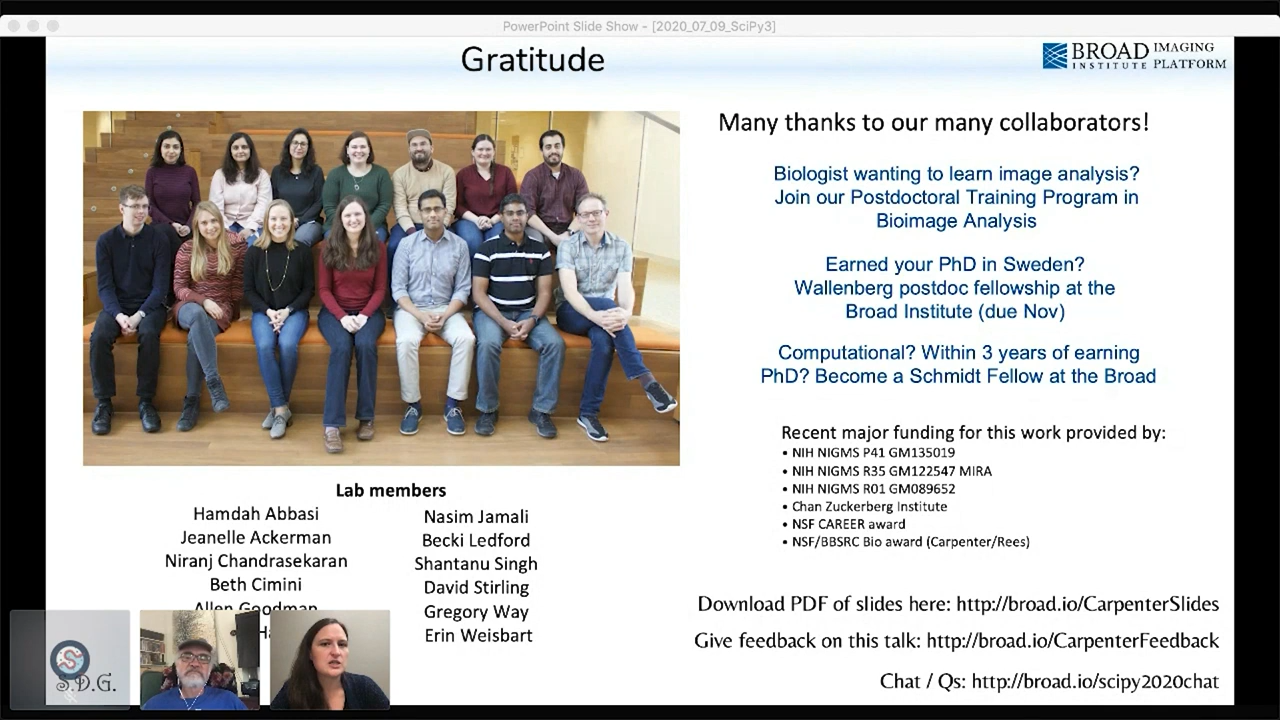 PowerPoint Slide Show - [2020_07_09_SciPy3]
Gratitude
BROAD INSTITUTE
IMAGING PLATFORM
Many thanks to our many collaborators!
Biologist wanting to learn image analysis?
Join our Postdoctoral Training Program in
Bioimage Analysis
Earned your PhD in Sweden?
Wallenberg postdoc fellowship at the
Broad Institute (due Nov)
Computational? Within 3 years of earning
PhD? Become a Schmidt Fellow at the Broad
Recent major funding for this work provided by:
• NIH NIGMS P41 GM135019
• NIH NIGMS R35 GM122547 MIRA
• NIH NIGMS R01 GM089652
• Chan Zuckerberg Institute
• NSF CAREER award
• NSF/BBSRC Bio award (Carpenter/Rees)
Lab members
Hamdah Abbasi
Jeanelle Ackerman
Niranj Chandrasekaran
Beth Cimini
Allen Goodman
Nasim Jamali
Becki Ledford
Shantanu Singh
David Stirling
Gregory Way
Erin Weisbart
Download PDF of slides here: http://broad.io/CarpenterSlides
Give feedback on this talk: http://broad.io/CarpenterFeedback
Chat / Qs: http://broad.io/scipy2020chat
S.D.G.